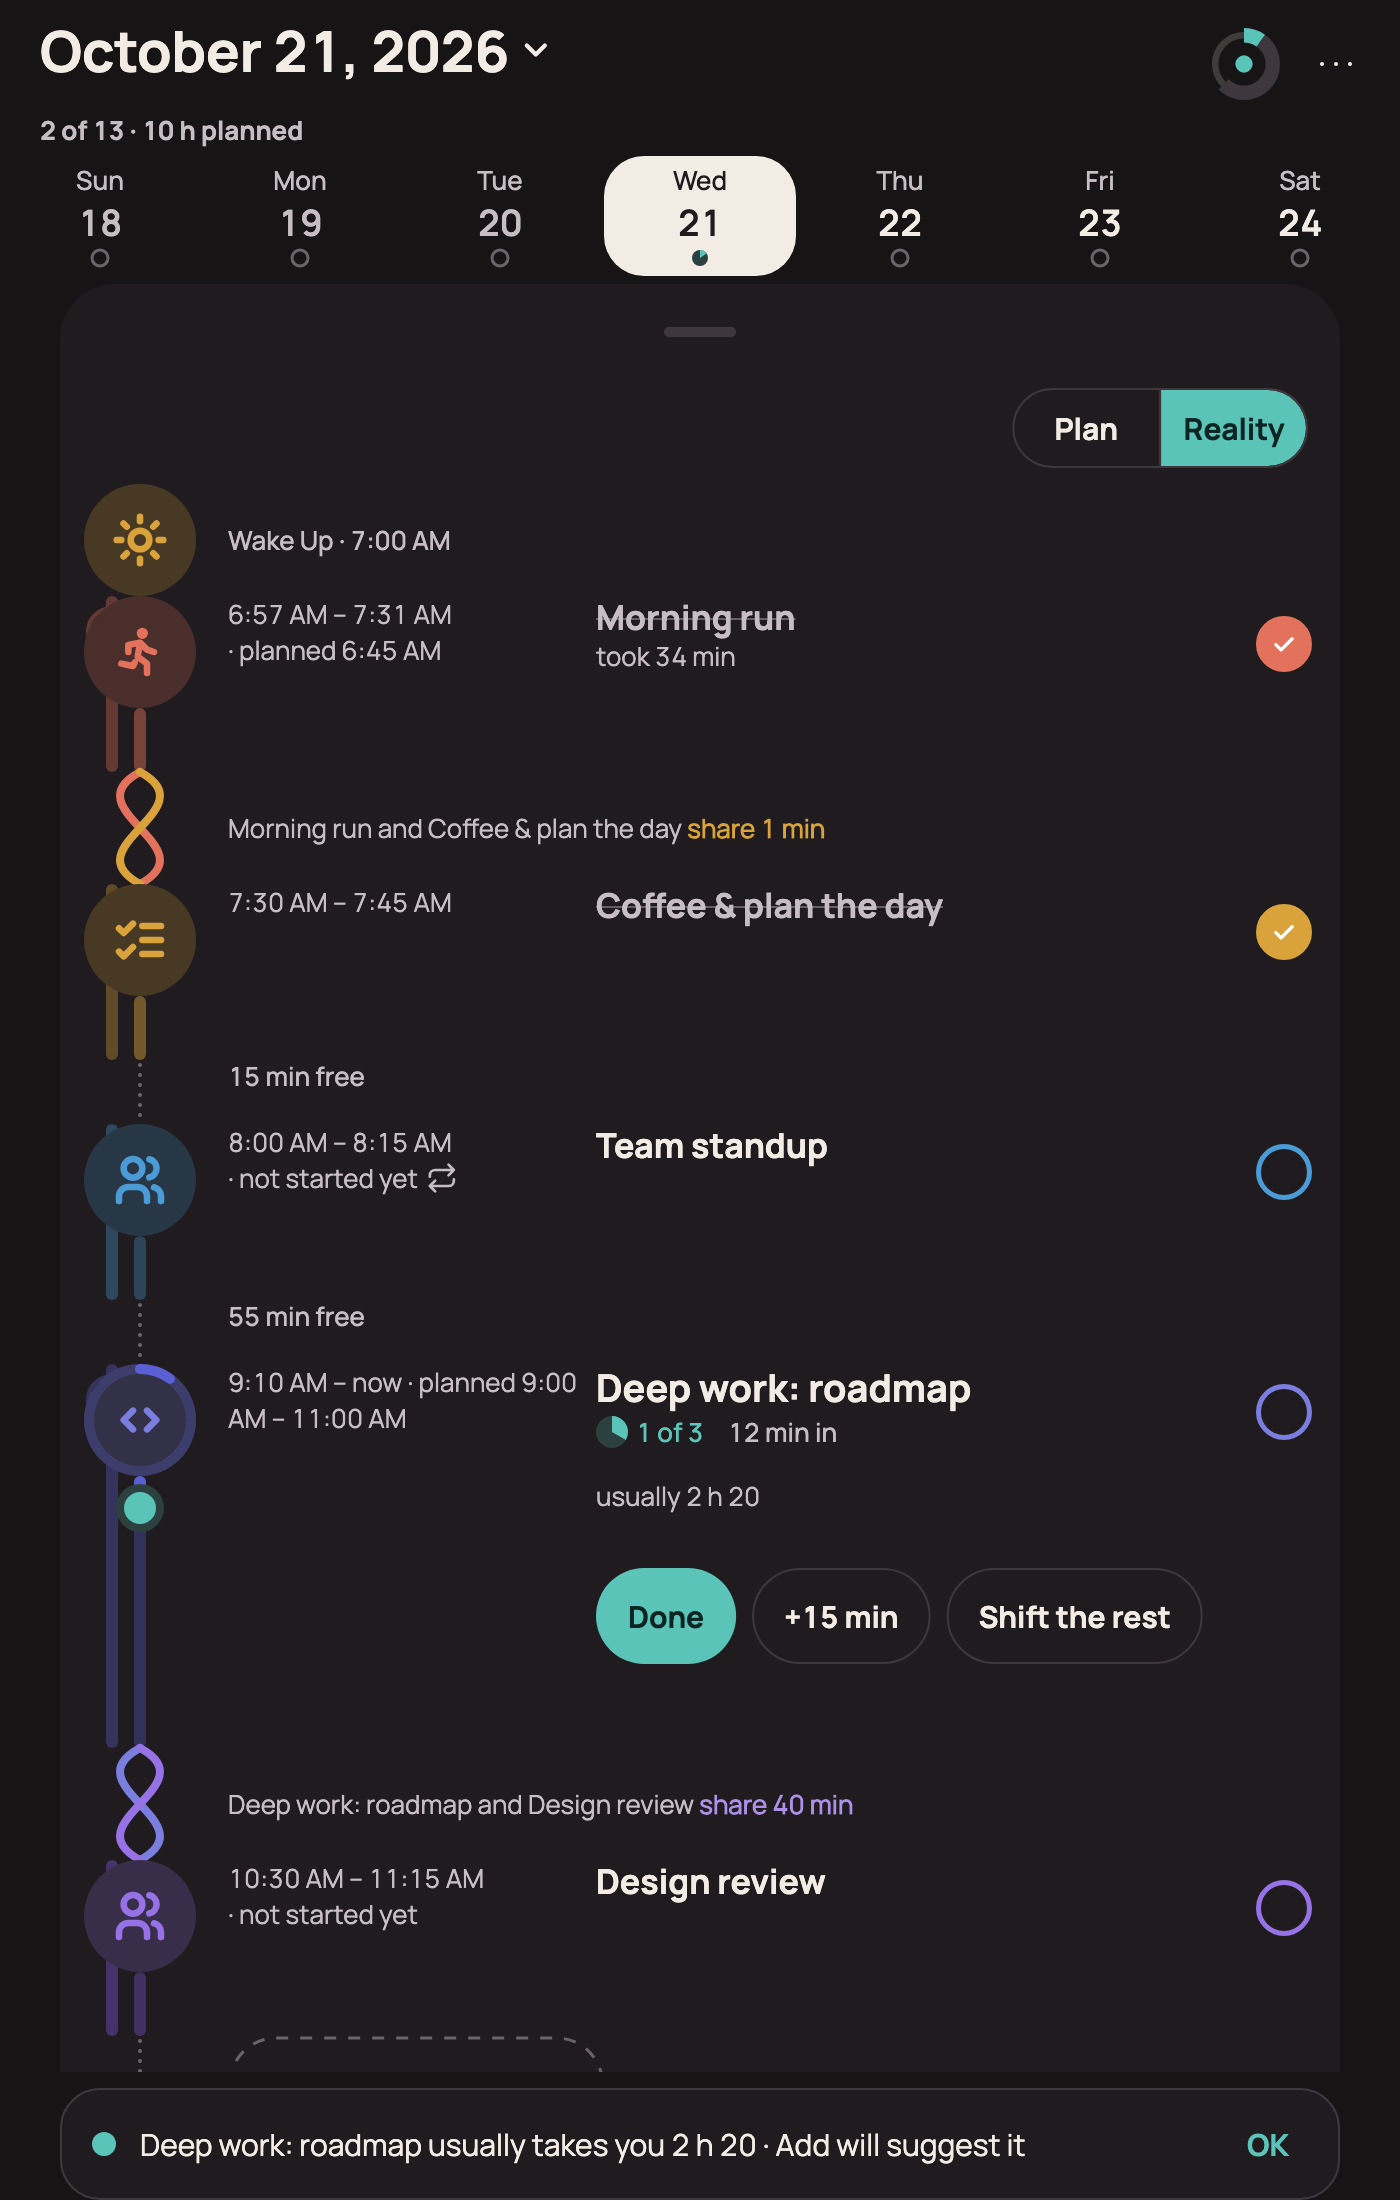 October 21, 2026
2 of 13 · 10 h planned
Sun Mon Tue Wed Thu Fri Sat
18 19 20 21 22 23 24
Plan Reality
Wake Up · 7:00 AM
6:57 AM – 7:31 AM
· planned 6:45 AM
Morning run
took 34 min
Morning run and Coffee & plan the day share 1 min
7:30 AM – 7:45 AM
Coffee & plan the day
15 min free
8:00 AM – 8:15 AM
· not started yet
Team standup
55 min free
9:10 AM – now · planned 9:00
AM – 11:00 AM
Deep work: roadmap
1 of 3 12 min in
usually 2 h 20
Done +15 min Shift the rest
Deep work: roadmap and Design review share 40 min
10:30 AM – 11:15 AM
· not started yet
Design review
Deep work: roadmap usually takes you 2 h 20 · Add will suggest it OK